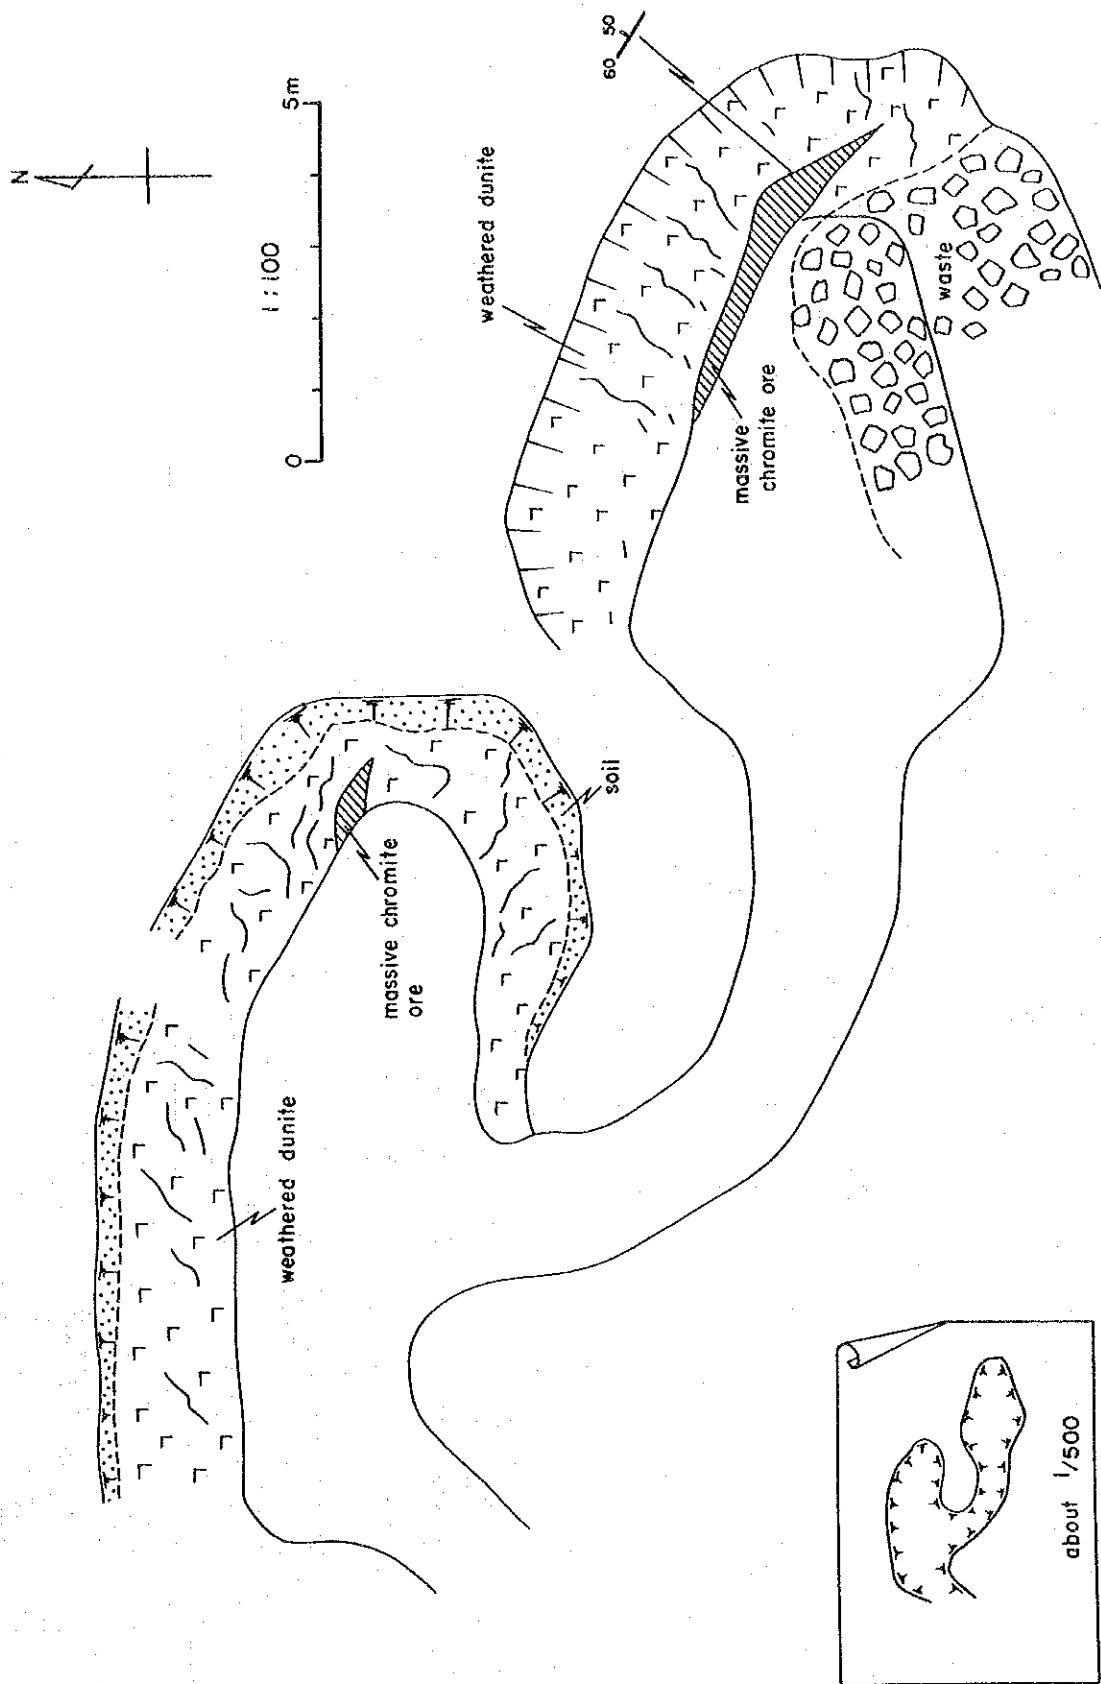 N
1:100
0
5m
60
50
weathered dunite
massive
chromite ore
waste
soil
massive chromite
ore
weathered dunite
about 1/500